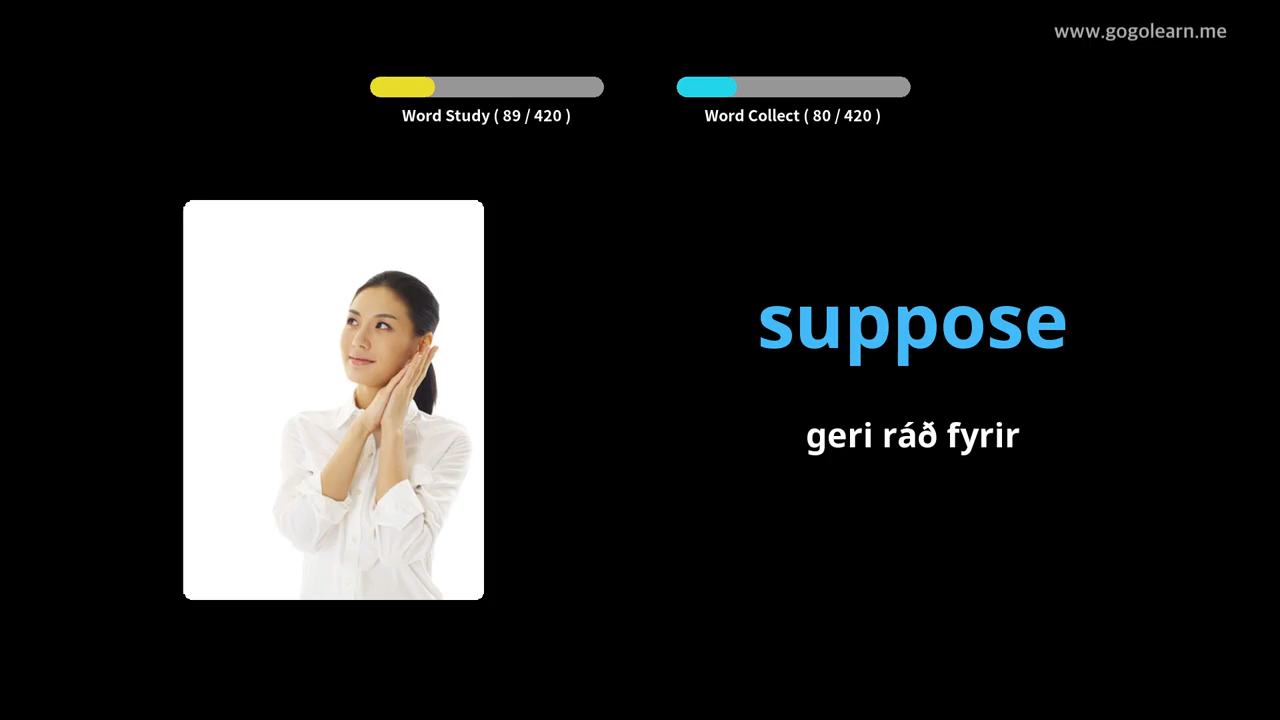 www.gogolearn.me
Word Study ( 89 / 420 )
Word Collect ( 80 / 420 )
suppose
geri ráð fyrir